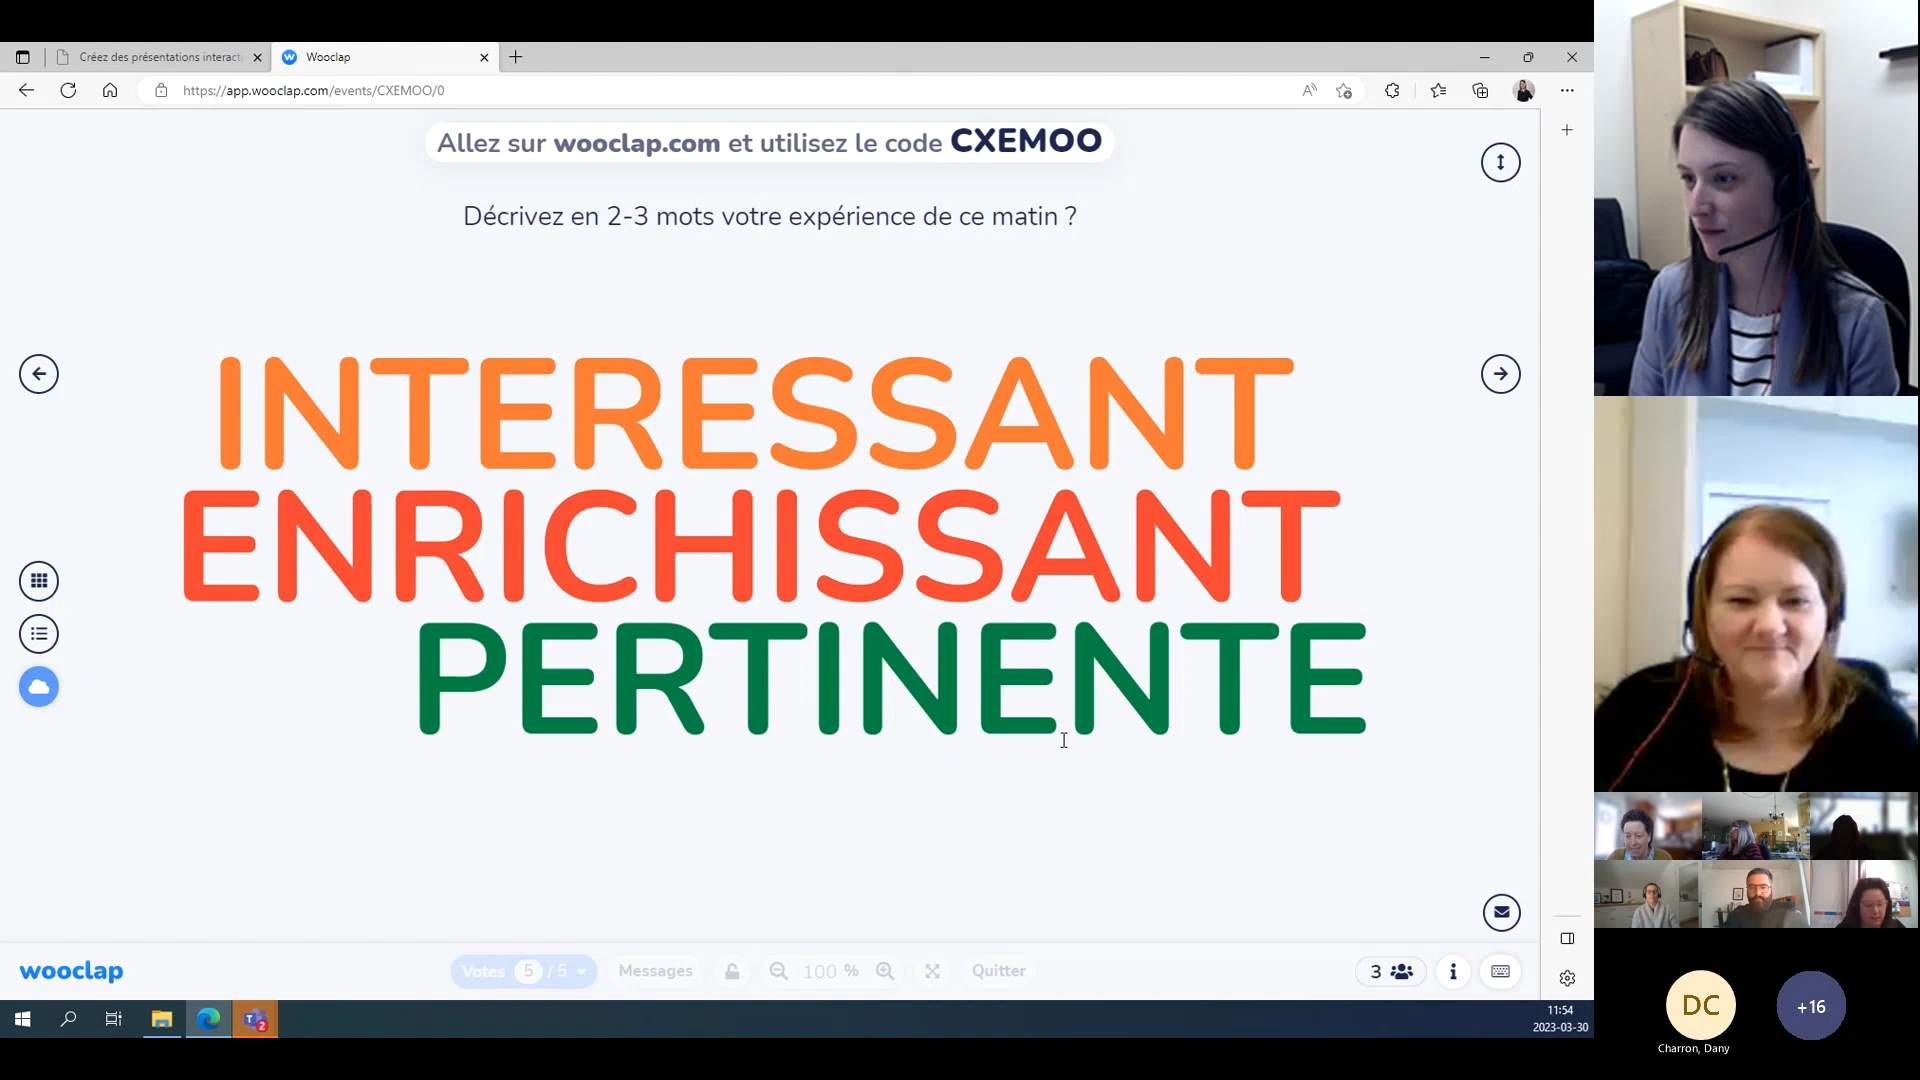 Créez des présentations interact
Wooclap
https://app.wooclap.com/events/CXEMOO/0
Allez sur wooclap.com et utilisez le code CXEMOO
Décrivez en 2-3 mots votre expérience de ce matin ?
INTERESSANT
ENRICHISSANT
PERTINENTE
wooclap
Votes 5 / 5
Messages
100 %
Quitter
3
11:54
2023-03-30
DC
+16
Charron, Dany